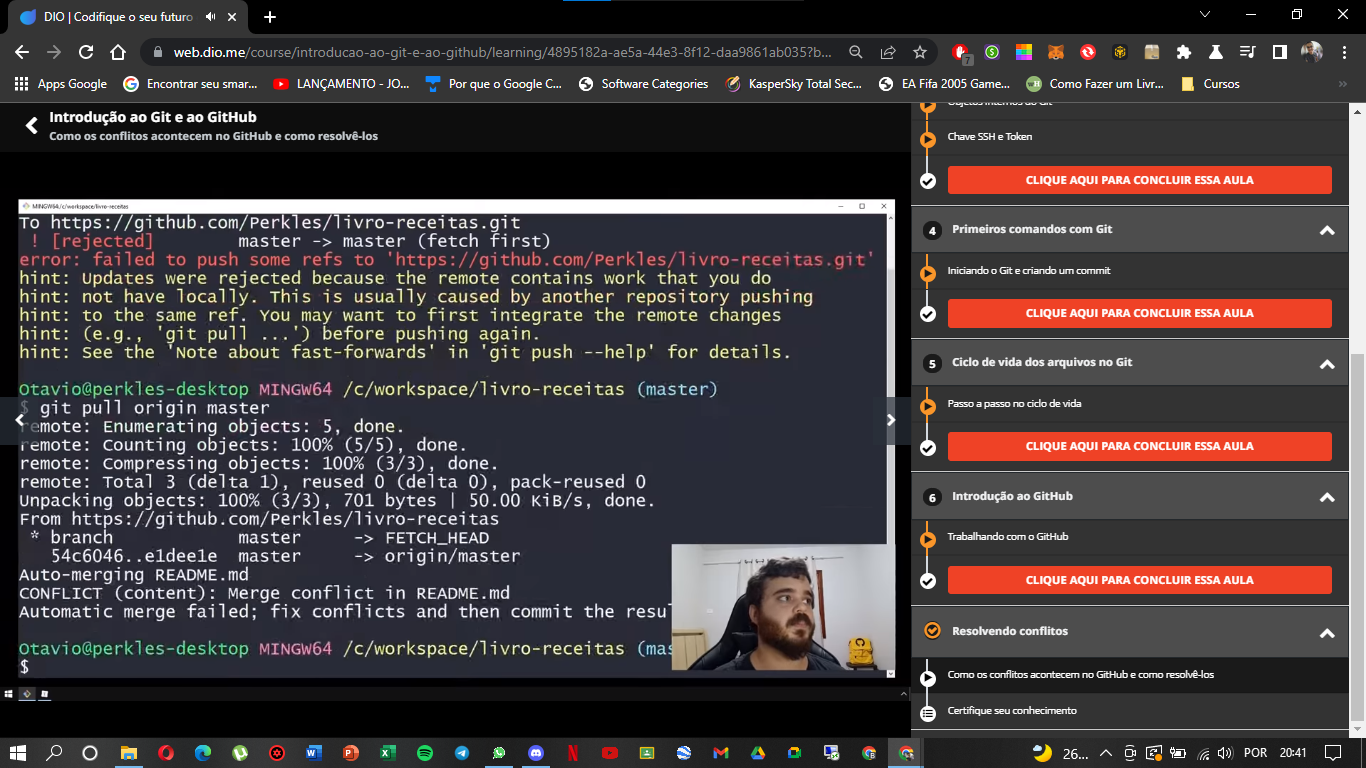 DIO | Codifique o seu futuro
web.dio.me/course/introducao-ao-git-e-ao-github/learning/4895182a-ae5a-44e3-8f12-daa9861ab035?b...
7
Apps Google
Encontrar seu smar...
LANÇAMENTO - JO...
Por que o Google C...
Software Categories
KasperSky Total Sec...
EA Fifa 2005 Game...
Como Fazer um Livr...
Cursos
Introdução ao Git e ao GitHub
Como os conflitos acontecem no GitHub e como resolvê-los
MINGW64:/c/workspace/livro-receitas
To https://github.com/Perkles/livro-receitas.git
! [rejected] master -> master (fetch first)
error: failed to push some refs to 'https://github.com/Perkles/livro-receitas.git'
hint: Updates were rejected because the remote contains work that you do
hint: not have locally. This is usually caused by another repository pushing
hint: to the same ref. You may want to first integrate the remote changes
hint: (e.g., 'git pull ...') before pushing again.
hint: See the 'Note about fast-forwards' in 'git push --help' for details.
Otavio@perkles-desktop MINGW64 /c/workspace/livro-receitas (master)
$ git pull origin master
remote: Enumerating objects: 5, done.
remote: Counting objects: 100% (5/5), done.
remote: Compressing objects: 100% (3/3), done.
remote: Total 3 (delta 1), reused 0 (delta 0), pack-reused 0
Unpacking objects: 100% (3/3), 701 bytes | 50.00 KiB/s, done.
From https://github.com/Perkles/livro-receitas
* branch master -> FETCH_HEAD
54c6046..e1dee1e master -> origin/master
Auto-merging README.md
CONFLICT (content): Merge conflict in README.md
Automatic merge failed; fix conflicts and then commit the resul
Otavio@perkles-desktop MINGW64 /c/workspace/livro-receitas (mas
$
Objetos internos do Git
Chave SSH e Token
CLIQUE AQUI PARA CONCLUIR ESSA AULA
4 Primeiros comandos com Git
Iniciando o Git e criando um commit
CLIQUE AQUI PARA CONCLUIR ESSA AULA
5 Ciclo de vida dos arquivos no Git
Passo a passo no ciclo de vida
CLIQUE AQUI PARA CONCLUIR ESSA AULA
6 Introdução ao GitHub
Trabalhando com o GitHub
CLIQUE AQUI PARA CONCLUIR ESSA AULA
Resolvendo conflitos
Como os conflitos acontecem no GitHub e como resolvê-los
Certifique seu conhecimento
26...
POR
20:41